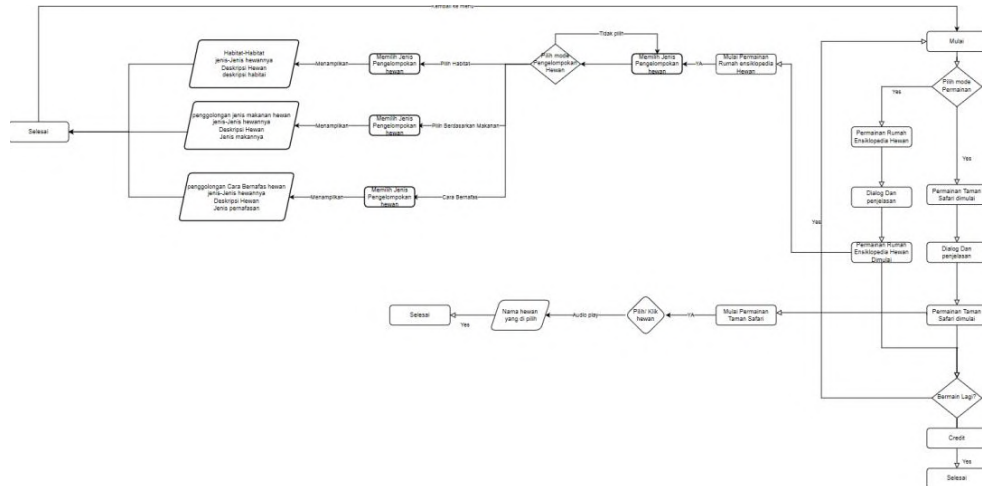 Kembali ke menu
Mulai
Pilih mode
Permainan
Yes
Yes
Permainan Rumah
Ensiklopedia Hewan
Dialog Dan
penjelasan
Permainan Rumah
Ensiklopedia Hewan
Dimulai
Permainan Taman
Safari dimulai
Dialog Dan
penjelasan
Permainan Taman
Safari dimulai
Bermain Lagi?
Yes
Credit
Yes
Selesai
Mulai Permainan
Rumah ensiklopedia
Hewan
YA
Memilih Jenis
Pengelompokan
hewan
Tidak pilih
Pilih mode
Pengelompokan
Hewan
Pilih Habitat
Memilih Jenis
Pengelompokan
hewan
Menampilkan
Habitat-Habitat
jenis-Jenis hewannya
Deskripsi Hewan
deskripsi habitat
Pilih Berdasarkan Makanan
Memilih Jenis
Pengelompokan
hewan
Menampilkan
penggolongan jenis makanan hewan
jenis-Jenis hewannya
Deskripsi Hewan
Jenis makannya
Cara Bernafas
Memilih Jenis
Pengelompokan
hewan
Menampilkan
penggolongan Cara Bernafas hewan
jenis-Jenis hewannya
Deskripsi Hewan
Jenis pernafasan
Selesai
Mulai Permainan
Taman Safari
YA
Pilih/ Klik
hewan
Audio play
Nama hewan
yang di pilih
Yes
Selesai